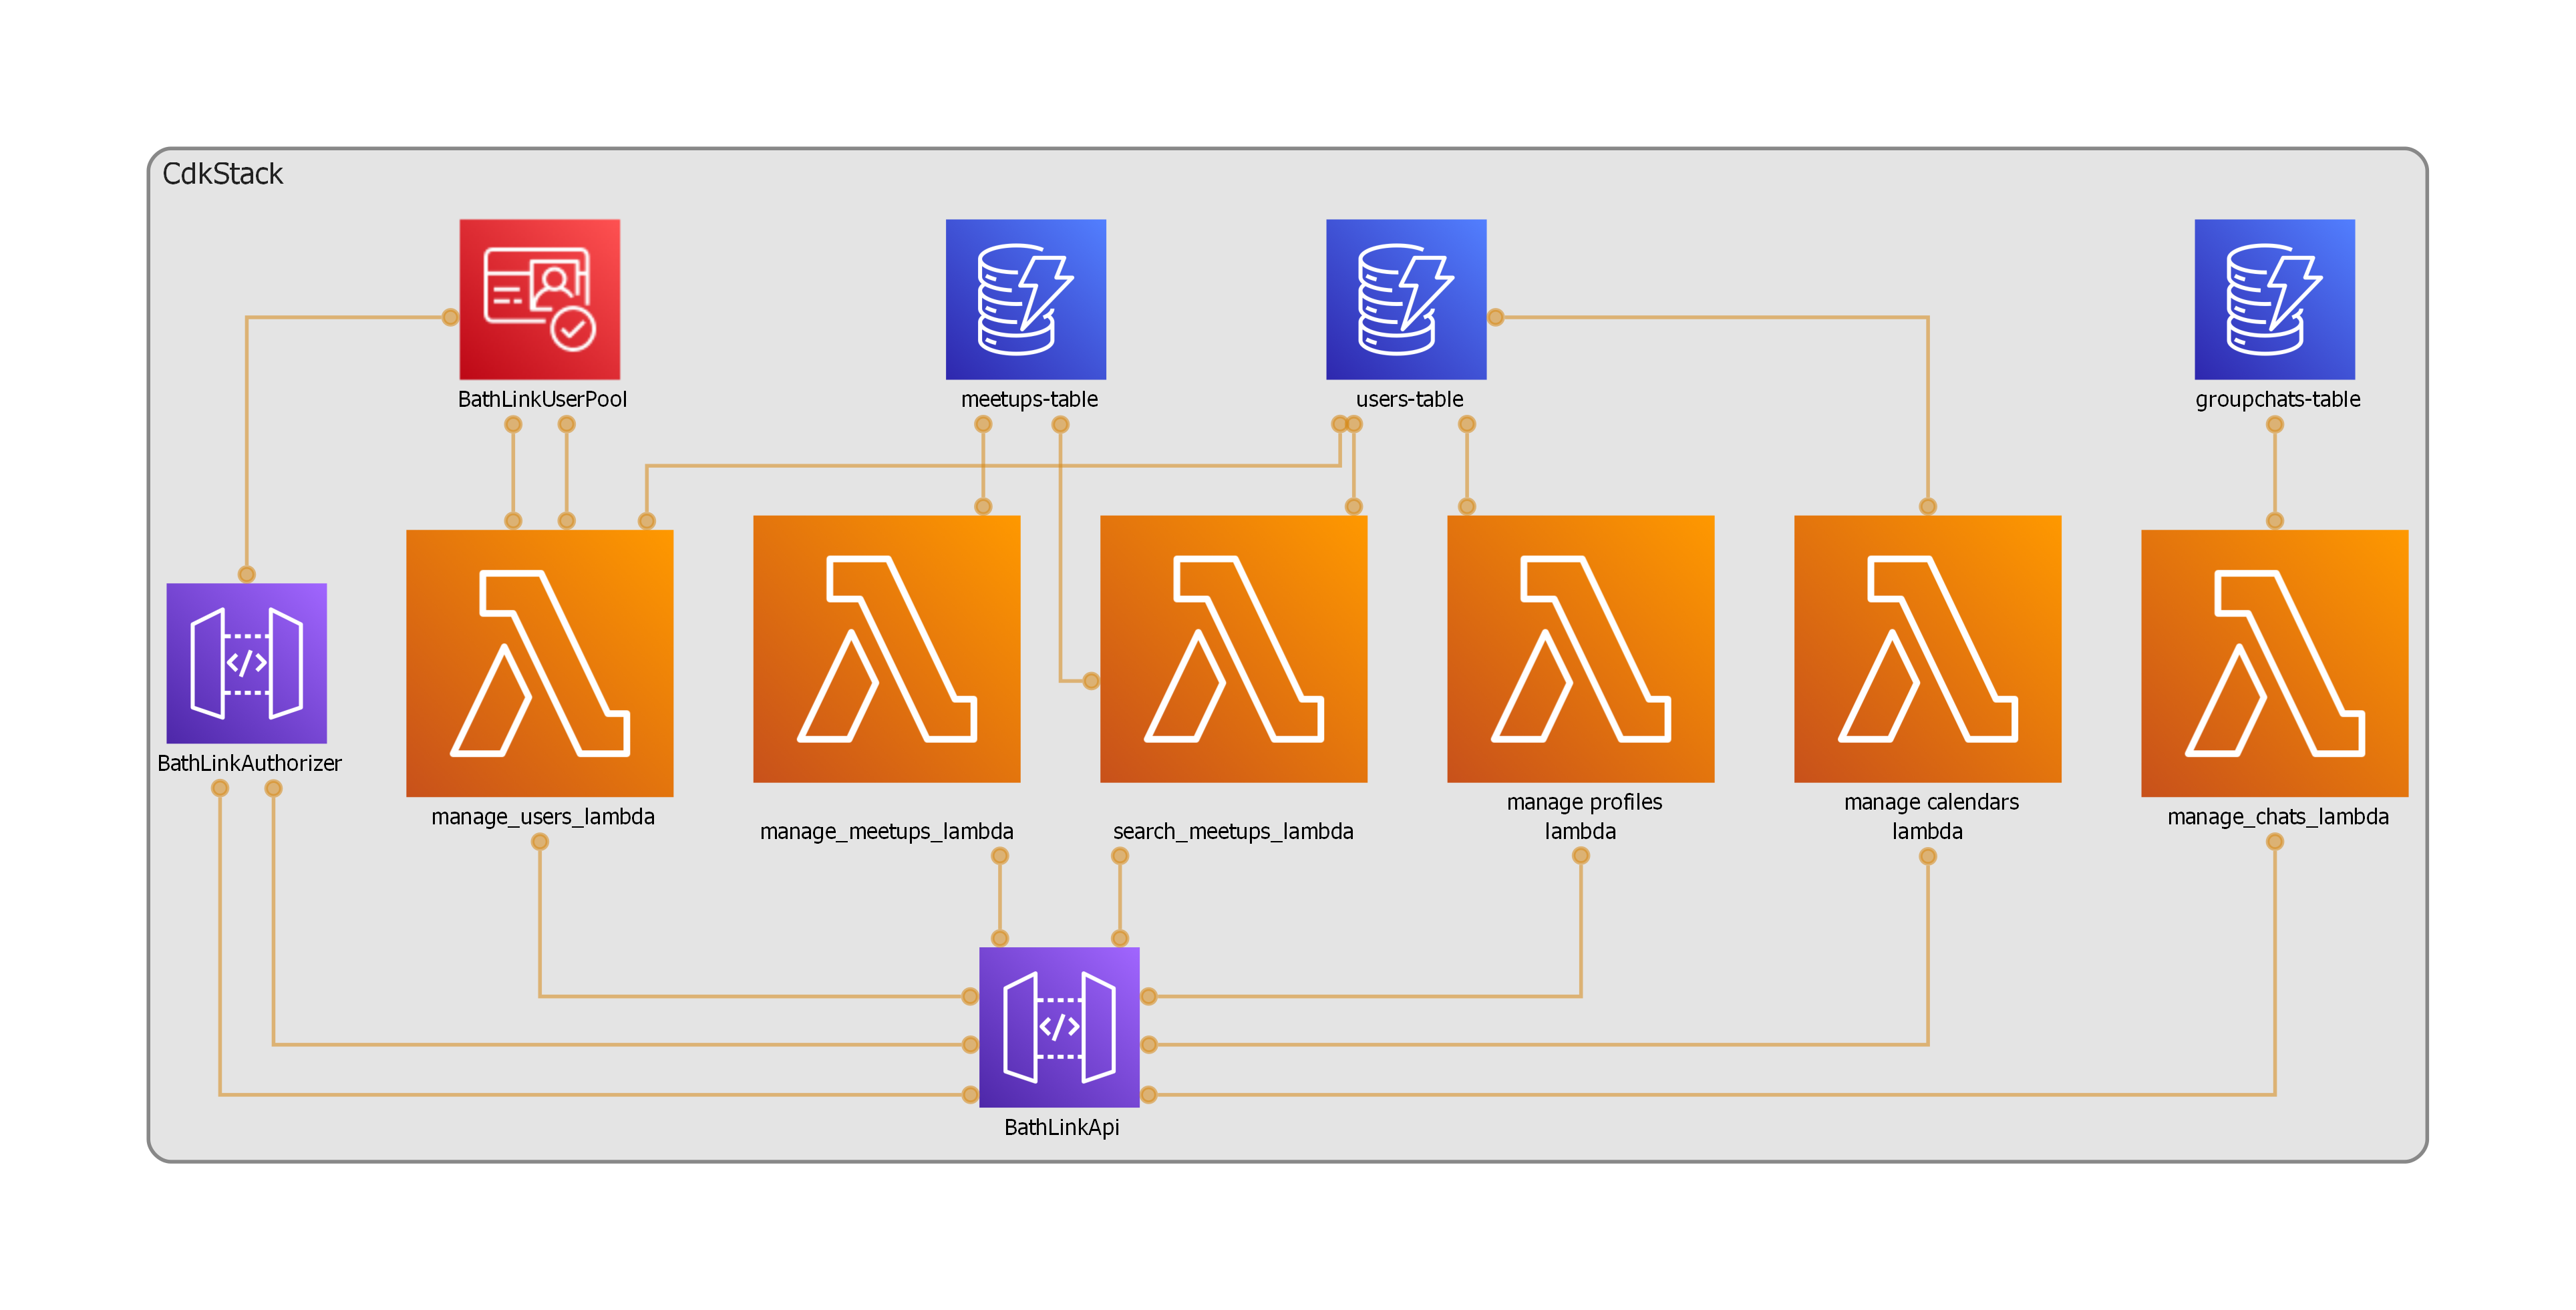 CdkStack
BathLinkUserPool
meetups-table
users-table
groupchats-table
BathLinkAuthorizer
manage_users_lambda
manage_meetups_lambda
search_meetups_lambda
manage profiles
lambda
manage calendars
lambda
manage_chats_lambda
BathLinkApi